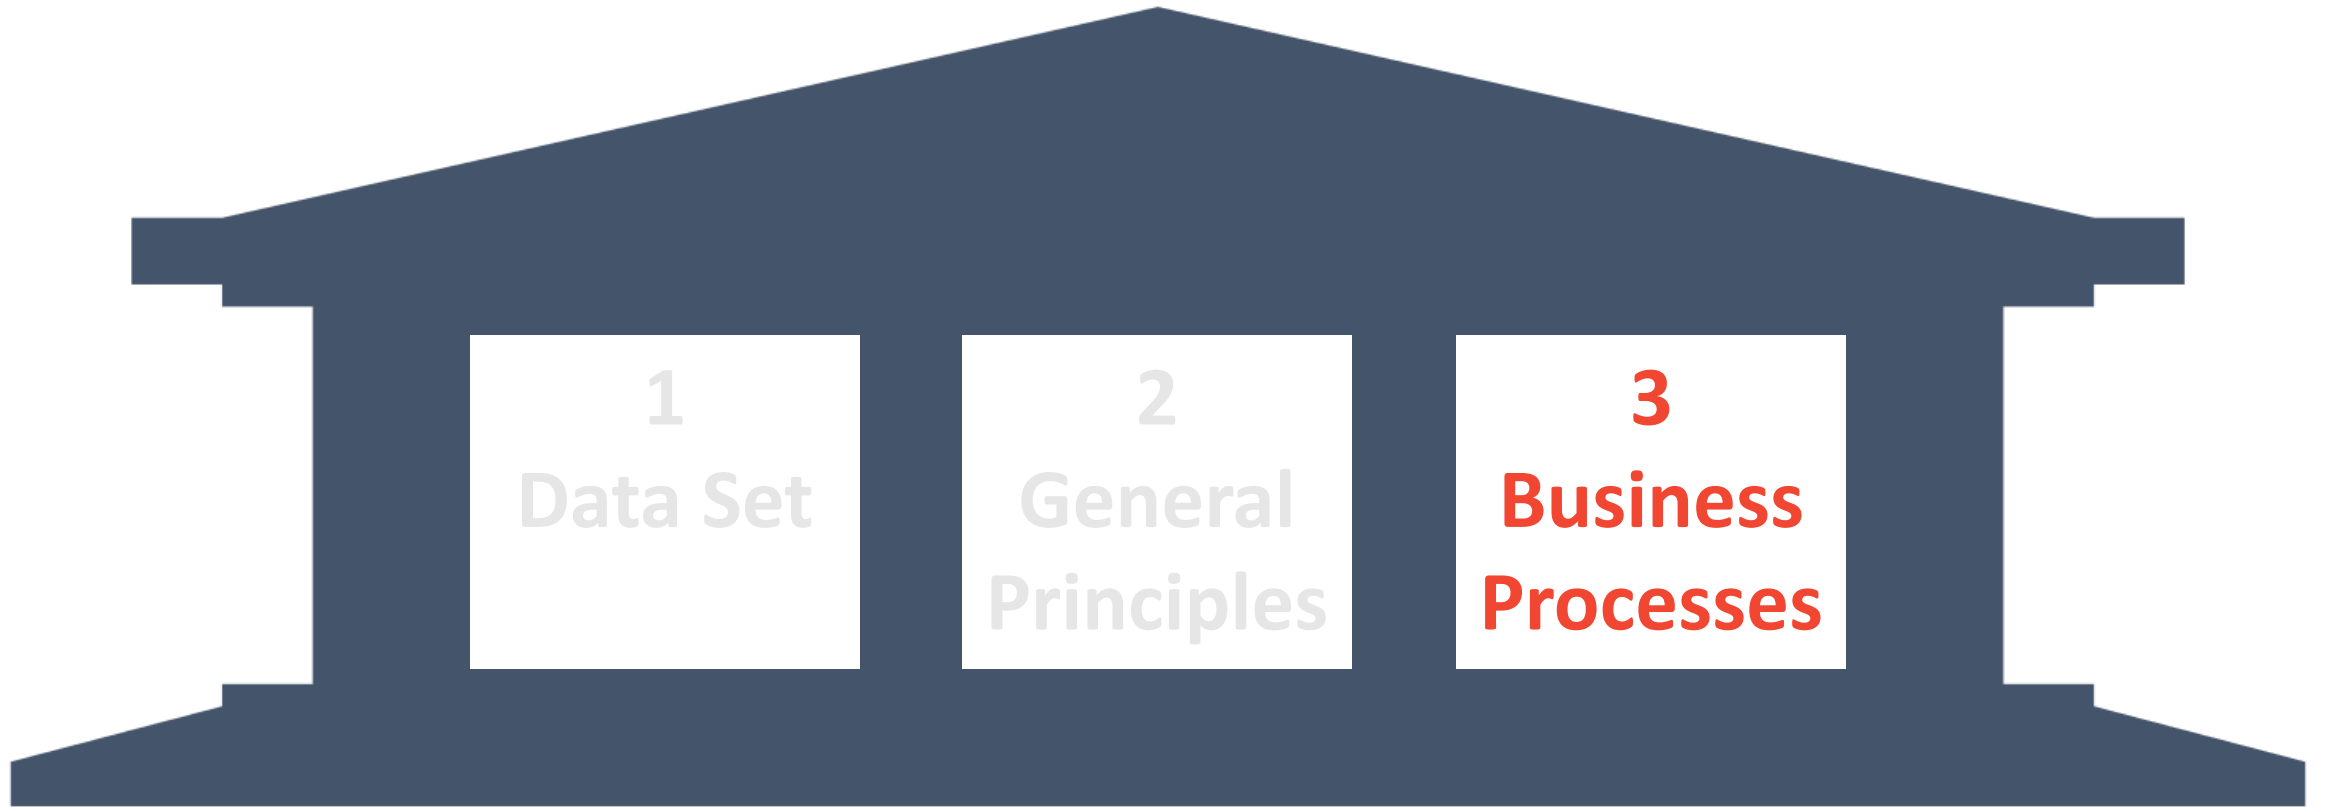 1
Data Set
2
General
Principles
3
Business
Processes